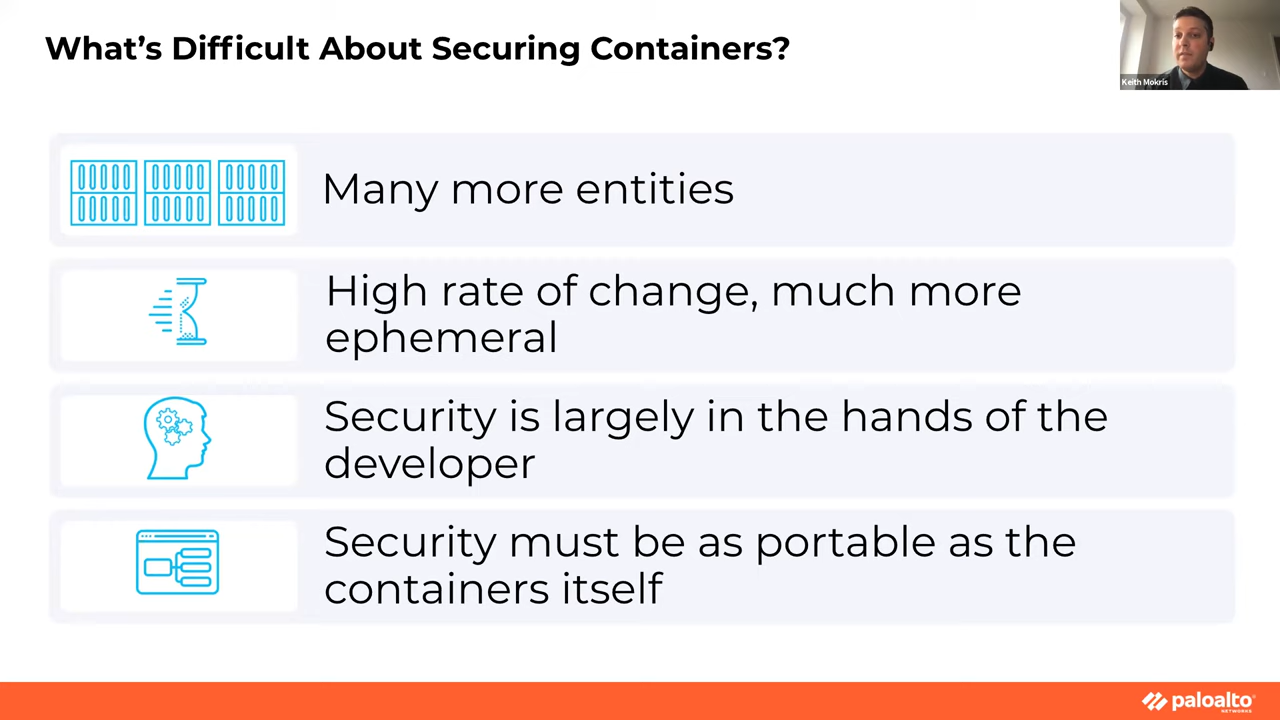 What's Difficult About Securing Containers?
Keith Mokris
Many more entities
High rate of change, much more
ephemeral
Security is largely in the hands of the
developer
Security must be as portable as the
containers itself
paloalto
NETWORKS